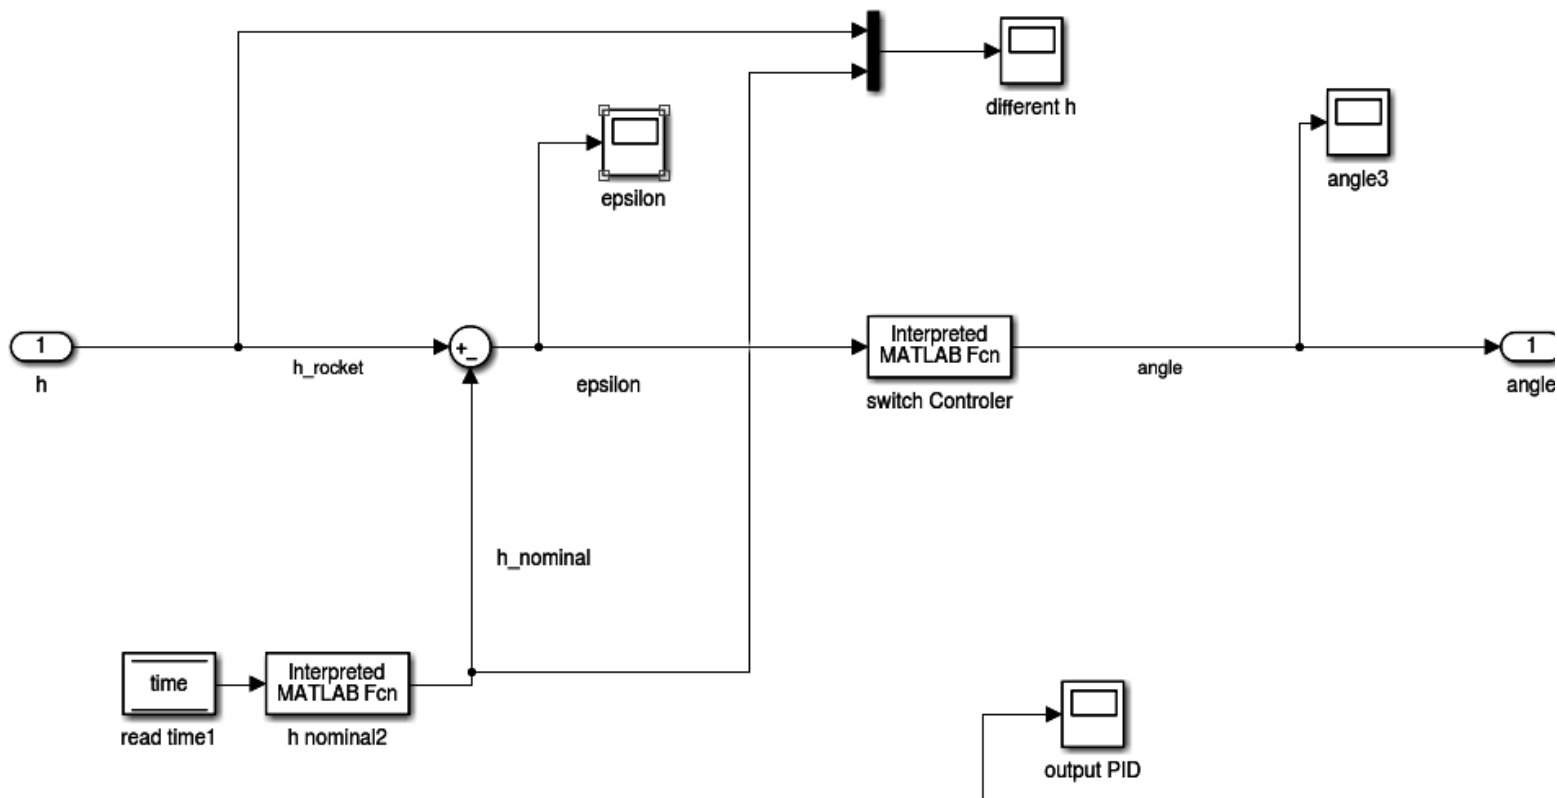 different h
epsilon
angle3
1
h
h_rocket
+
-
epsilon
Interpreted
MATLAB Fcn
switch Controler
angle
1
angle
h_nominal
time
read time1
Interpreted
MATLAB Fcn
h nominal2
output PID